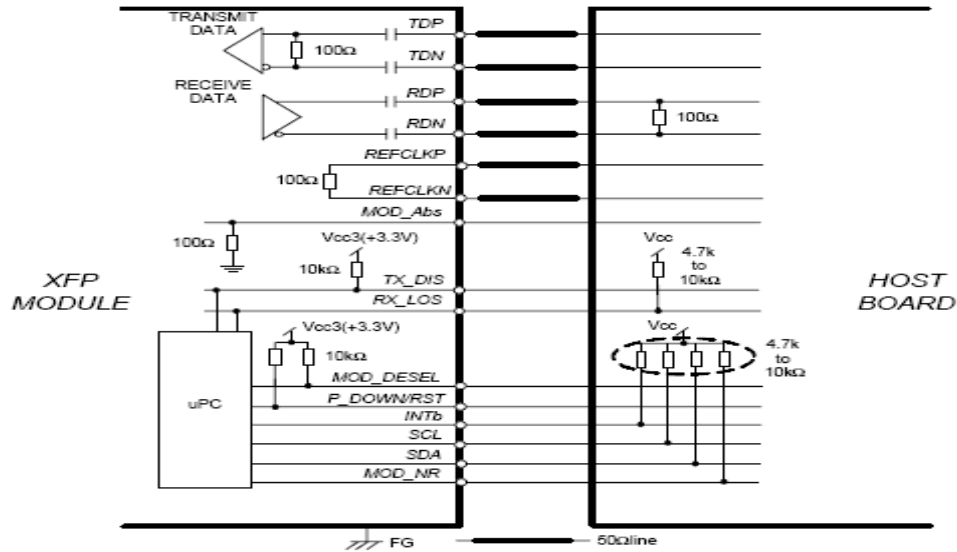 TRANSMIT
DATA
TDP
100Ω
TDN
RECEIVE
DATA
RDP
RDN
100Ω
REFCLKP
100Ω
REFCLKN
MOD_Abs
100Ω
Vcc3(+3.3V)
10kΩ
TX_DIS
RX_LOS
Vcc
4.7k
to
10kΩ
XFP
MODULE
HOST
BOARD
Vcc3(+3.3V)
10kΩ
MOD_DESEL
P_DOWN/RST
INTb
SCL
SDA
MOD_NR
uPC
Vcc
4.7k
to
10kΩ
FG
50Ωline